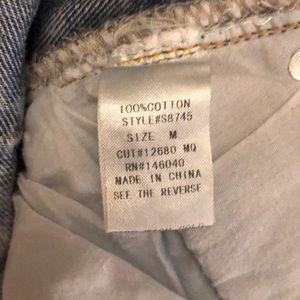 100%COTTON
STYLE#S8745
SIZE M
CUT#12680 MQ
RN#146040
MADE IN CHINA
SEE THE REVERSE